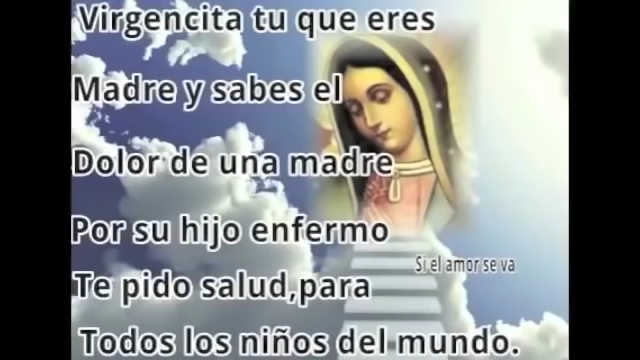 Virgencita tu que eres
Madre y sabes el
Dolor de una madre
Por su hijo enfermo
Si el amor se va
Te pido salud,para
Todos los niños del mundo.